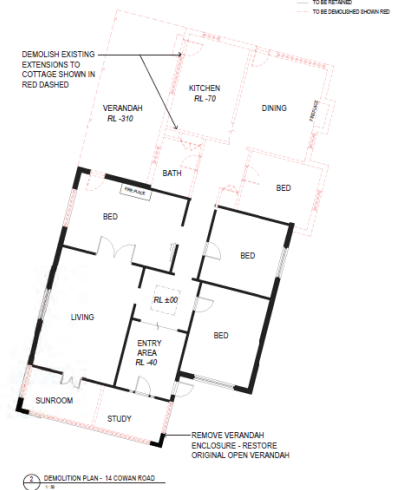 TO BE RETAINED
TO BE DEMOLISHED SHOWN RED
DEMOLISH EXISTING
EXTENSIONS TO
COTTAGE SHOWN IN
RED DASHED
KITCHEN
RL -70
VERANDAH
RL -310
DINING
FIREPLACE
BATH
BED
FIREPLACE
BED
BED
RL ±00
LIVING
BED
ENTRY
AREA
RL -40
SUNROOM
STUDY
REMOVE VERANDAH
ENCLOSURE - RESTORE
ORIGINAL OPEN VERANDAH
2 DEMOLITION PLAN - 14 COWAN ROAD